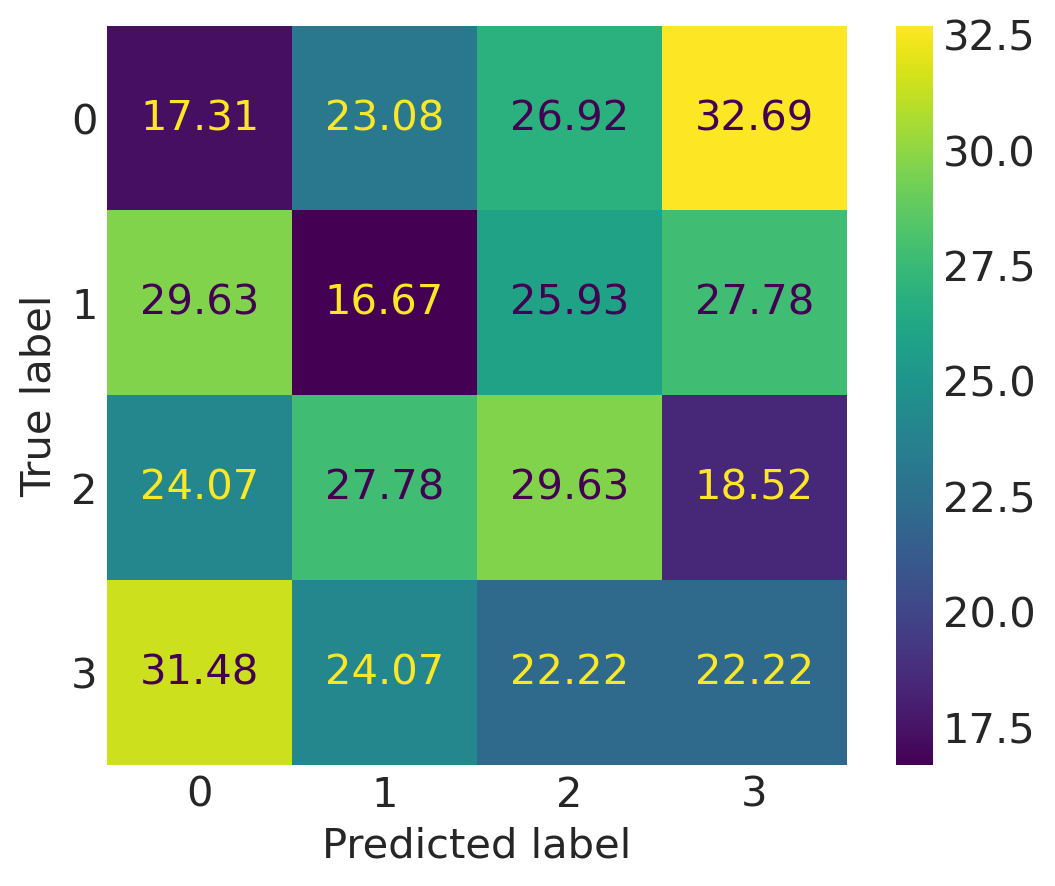 0 17.31 23.08 26.92 32.69
1 29.63 16.67 25.93 27.78
2 24.07 27.78 29.63 18.52
3 31.48 24.07 22.22 22.22
0 1 2 3
Predicted label
True label
32.5
30.0
27.5
25.0
22.5
20.0
17.5